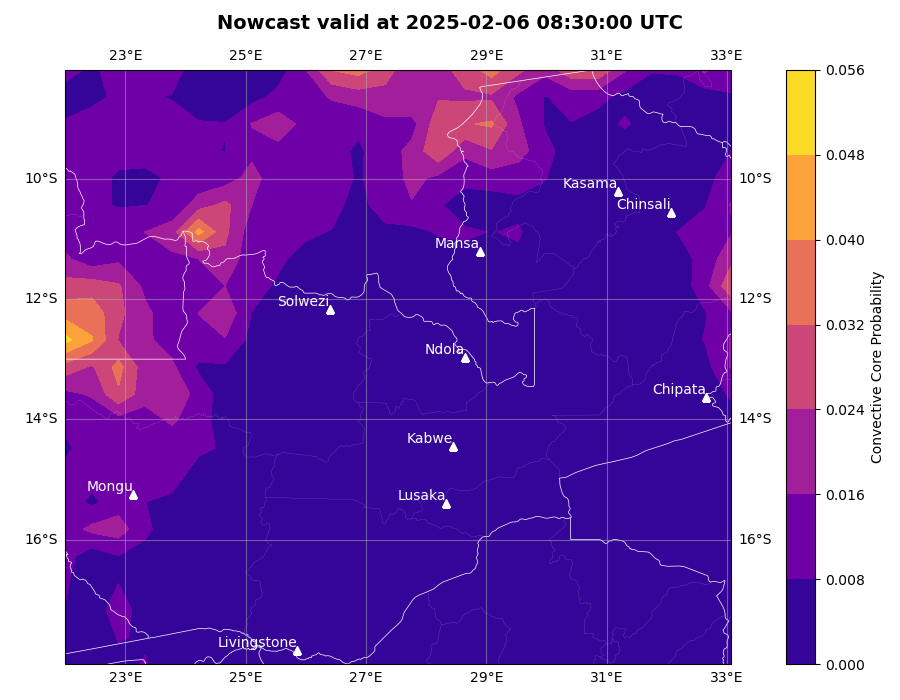 Nowcast valid at 2025-02-06 08:30:00 UTC
23°E 25°E 27°E 29°E 31°E 33°E
0.056
0.048
10°S 10°S
Kasama
Chinsali
0.040
Mansa
12°S 12°S
Solwezi
0.032
Ndola
Convective Core Probability
Chipata
0.024
14°S 14°S
Kabwe
Mongu
Lusaka
0.016
16°S 16°S
0.008
Livingstone
0.000
23°E 25°E 27°E 29°E 31°E 33°E